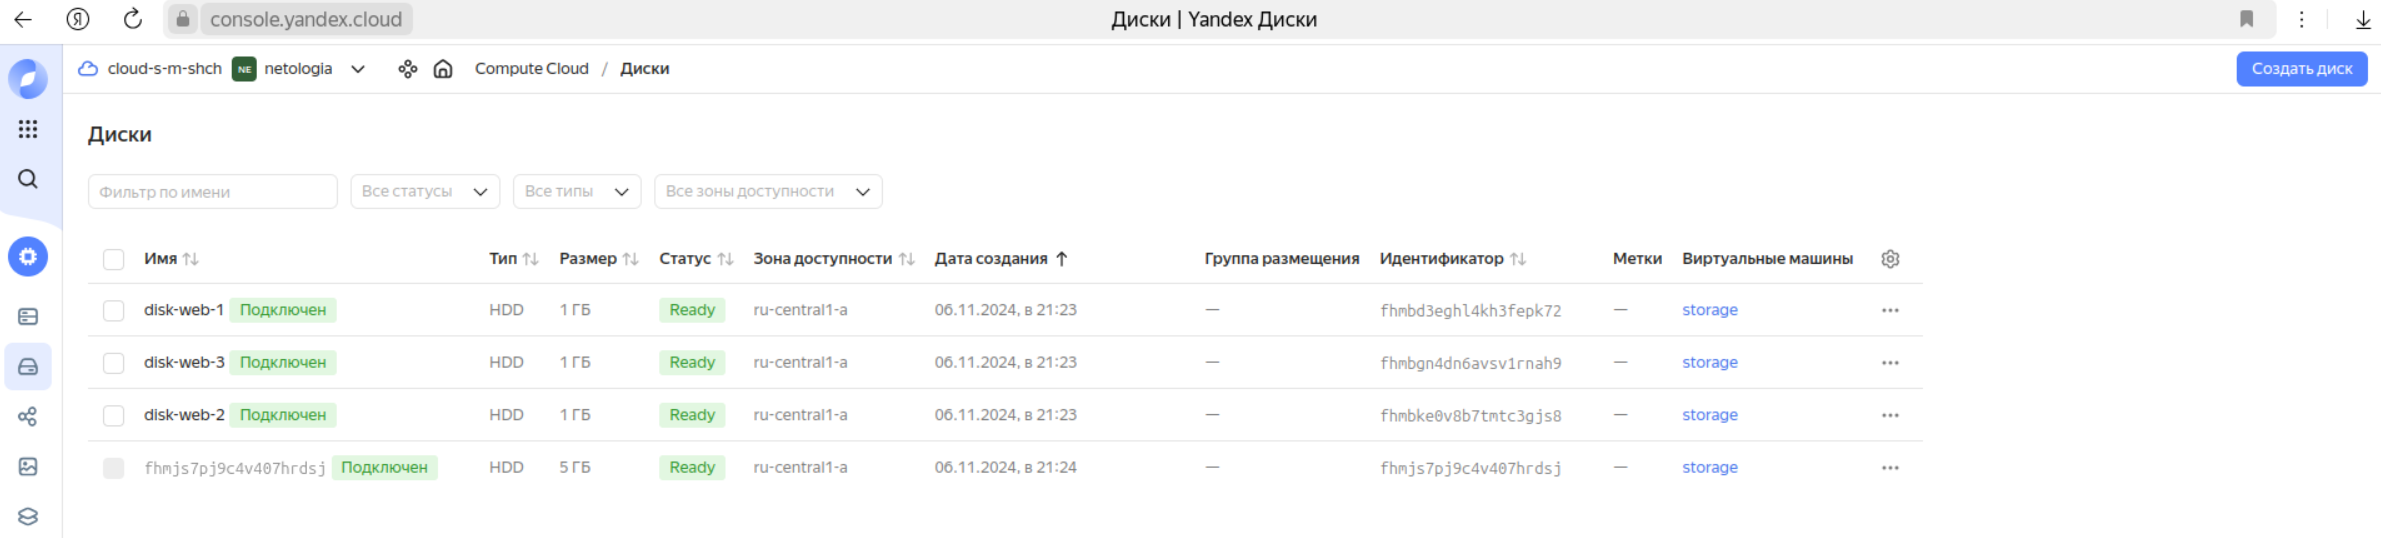 console.yandex.cloud Диски | Yandex Диски
cloud-s-m-shch NE netologia Compute Cloud / Диски Создать диск
Диски
Фильтр по имени Все статусы Все типы Все зоны доступности
Имя Тип Размер Статус Зона доступности Дата создания Группа размещения Идентификатор Метки Виртуальные машины
disk-web-1 Подключен HDD 1 ГБ Ready ru-central1-a 06.11.2024, в 21:23 — fhmbd3eghl4kh3fepk72 — storage
disk-web-3 Подключен HDD 1 ГБ Ready ru-central1-a 06.11.2024, в 21:23 — fhmbgn4dn6avsv1rnah9 — storage
disk-web-2 Подключен HDD 1 ГБ Ready ru-central1-a 06.11.2024, в 21:23 — fhmbke0v8b7tmtc3gjs8 — storage
fhmjs7pj9c4v407hrdsj Подключен HDD 5 ГБ Ready ru-central1-a 06.11.2024, в 21:24 — fhmjs7pj9c4v407hrdsj — storage